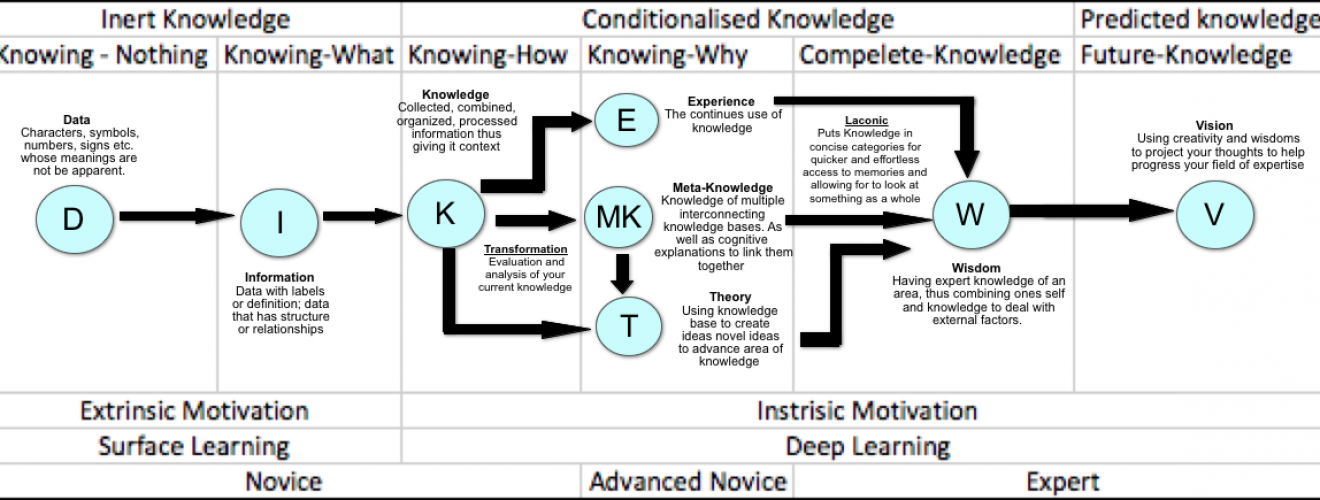 Inert Knowledge
Conditionalised Knowledge
Predicted knowledge
Knowing - Nothing
Knowing-What
Knowing-How
Knowing-Why
Compelete-Knowledge
Future-Knowledge
Data
Characters, symbols,
numbers, signs etc.
whose meanings are
not be apparent.
D
I
Information
Data with labels
or definition; data
that has structure
or relationships
Knowledge
Collected, combined,
organized, processed
information thus
giving it context
K
Transformation
Evaluation and
analysis of your
current knowledge
E
Experience
The continues use of
knowledge
MK
Meta-Knowledge
Knowledge of multiple
interconnecting
knowledge bases. As
well as cognitive
explanations to link them
together
T
Theory
Using knowledge
base to create
ideas novel ideas
to advance area of
knowledge
Laconic
Puts Knowledge in
concise categories for
quicker and effortless
access to memories and
allowing for to look at
something as a whole
W
Wisdom
Having expert knowledge of an
area, thus combining ones self
and knowledge to deal with
external factors.
Vision
Using creativity and wisdoms
to project your thoughts to help
progress your field of expertise
V
Extrinsic Motivation
Instrisic Motivation
Surface Learning
Deep Learning
Novice
Advanced Novice
Expert